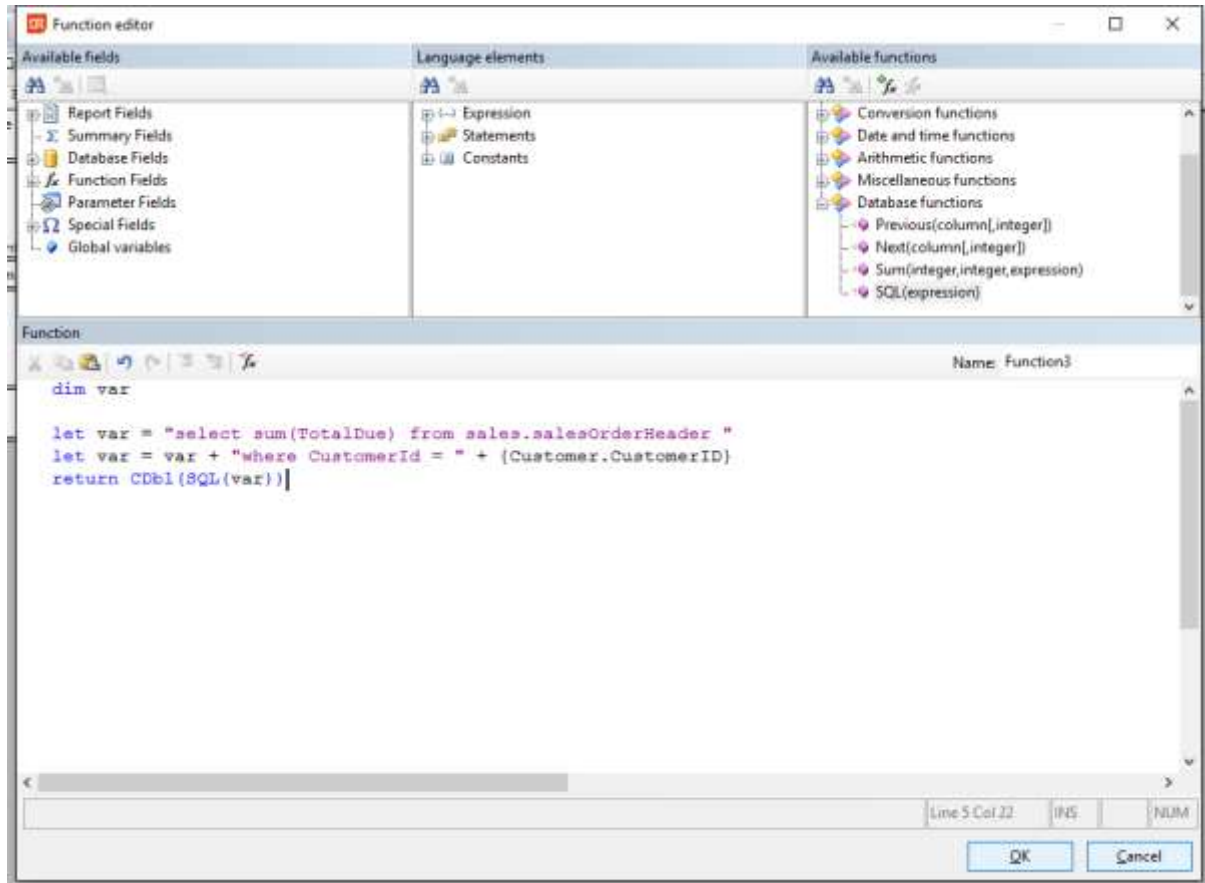 Function editor
Available fields
Language elements
Available functions
Report Fields
Summary Fields
Database Fields
Function Fields
Parameter Fields
Special Fields
Global variables
Expression
Statements
Constants
Conversion functions
Date and time functions
Arithmetic functions
Miscellaneous functions
Database functions
Previous(column[,integer])
Next(column[,integer])
Sum(integer,integer,expression)
SQL(expression)
Function
Name: Function3
dim var
let var = "select sum(TotalDue) from sales.salesOrderHeader "
let var = var + "where CustomerId = " + {Customer.CustomerID}
return CDbl(SQL(var))
Line 5 Col 22 INS NUM
OK Cancel